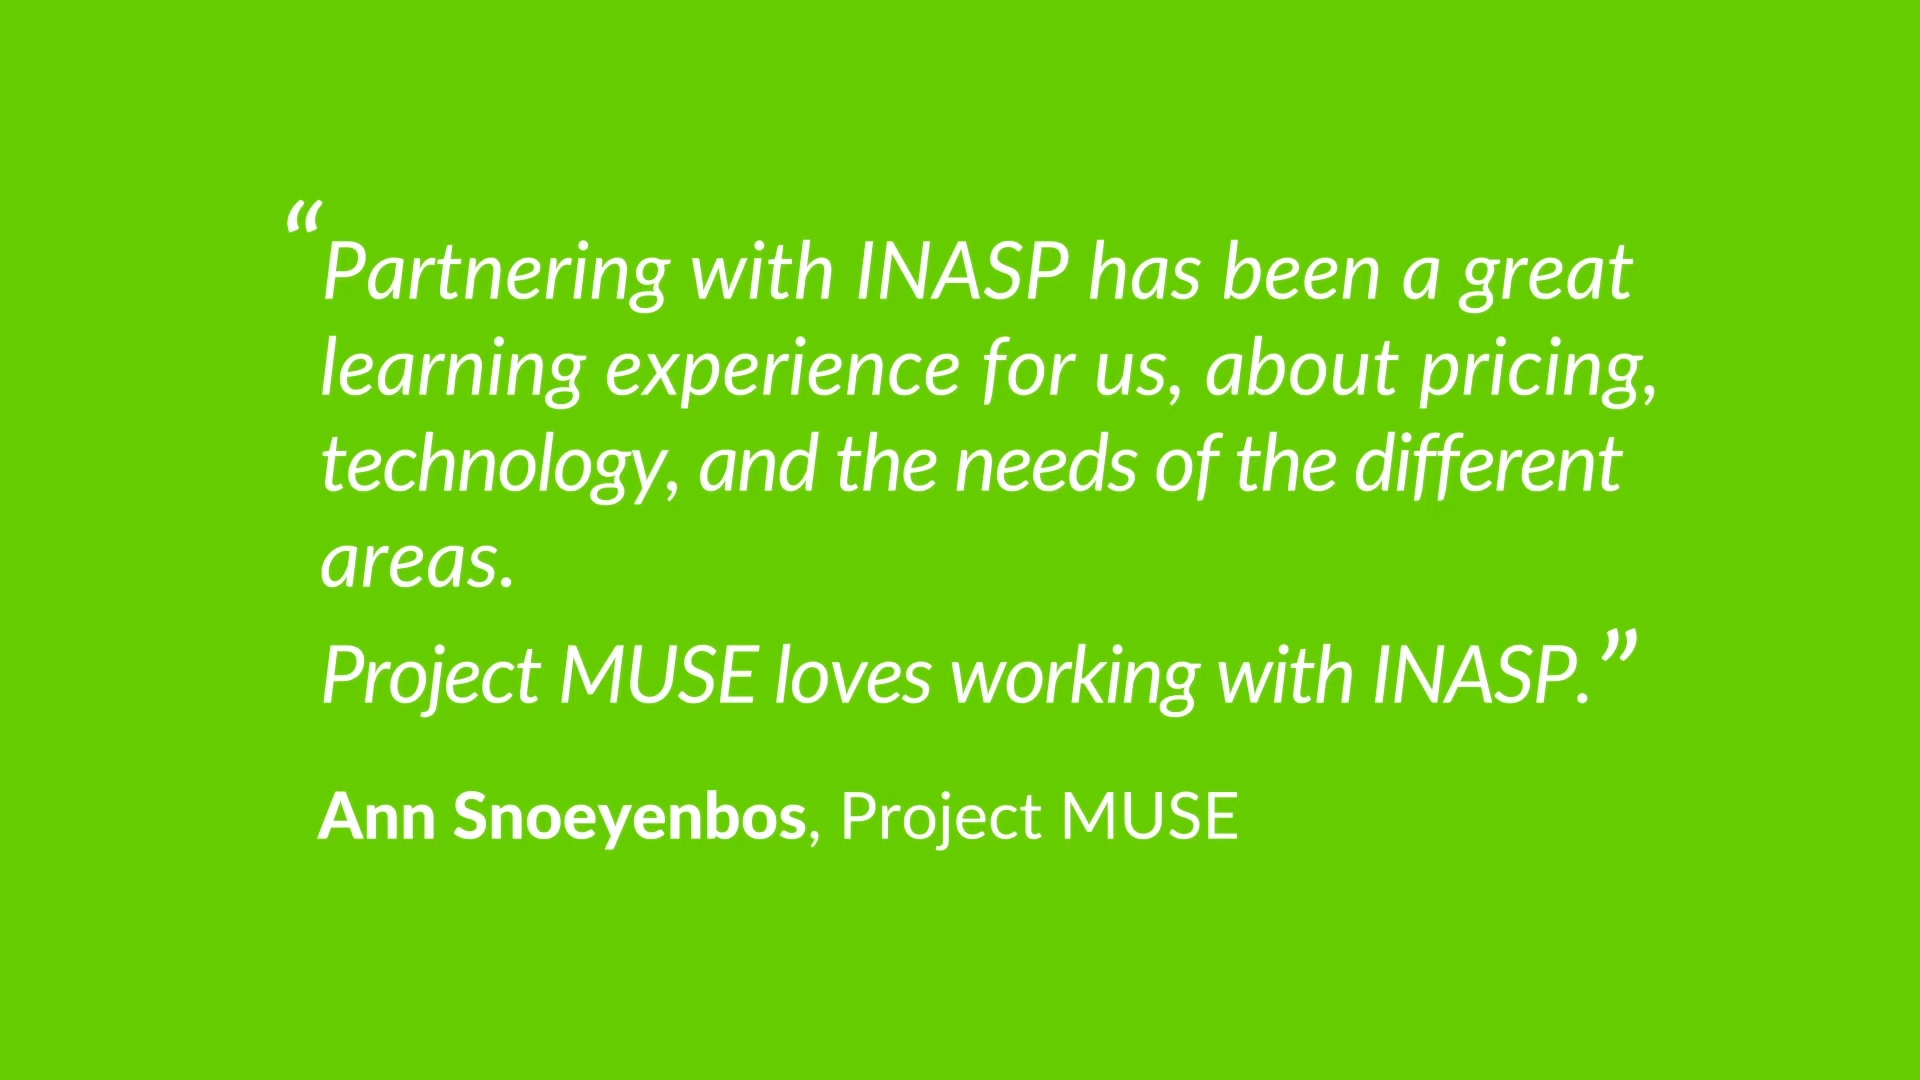 “Partnering with INASP has been a great
learning experience for us, about pricing,
technology, and the needs of the different
areas.
Project MUSE loves working with INASP.”
Ann Snoeyenbos, Project MUSE